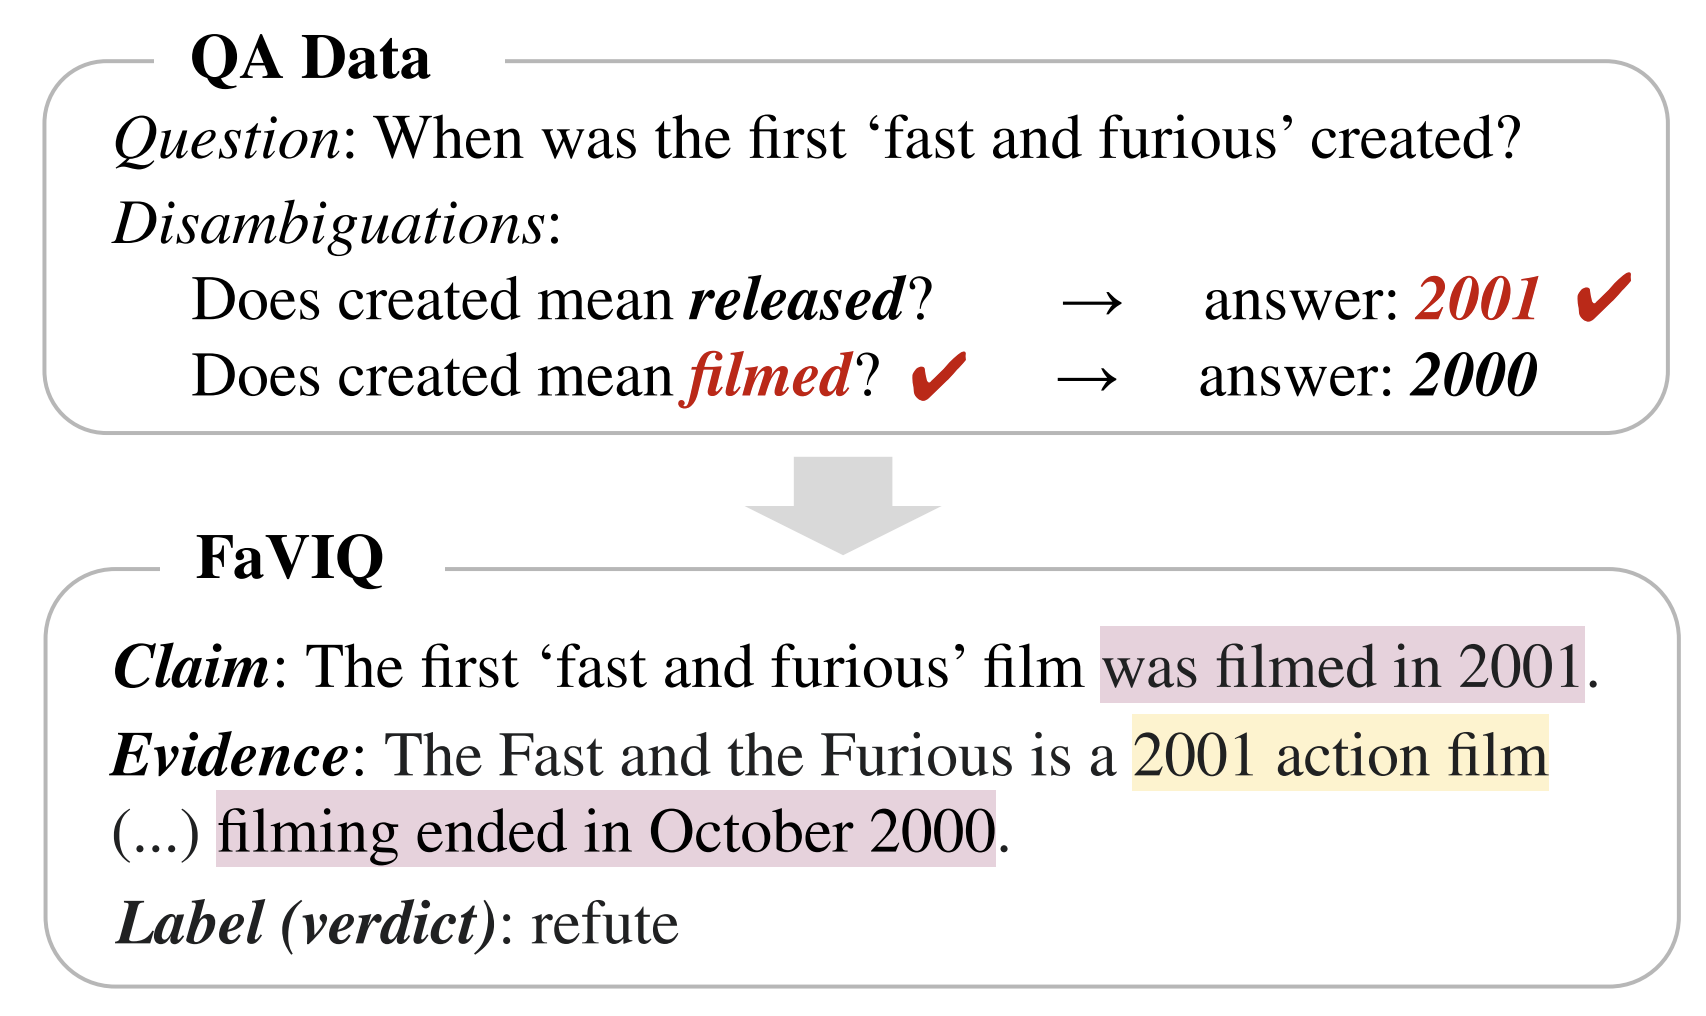 QA Data
Question: When was the first ‘fast and furious’ created?
Disambiguations:
Does created mean released? → answer: 2001 ✔
Does created mean filmed? ✔ → answer: 2000
FaVIQ
Claim: The first ‘fast and furious’ film was filmed in 2001.
Evidence: The Fast and the Furious is a 2001 action film
(...) filming ended in October 2000.
Label (verdict): refute